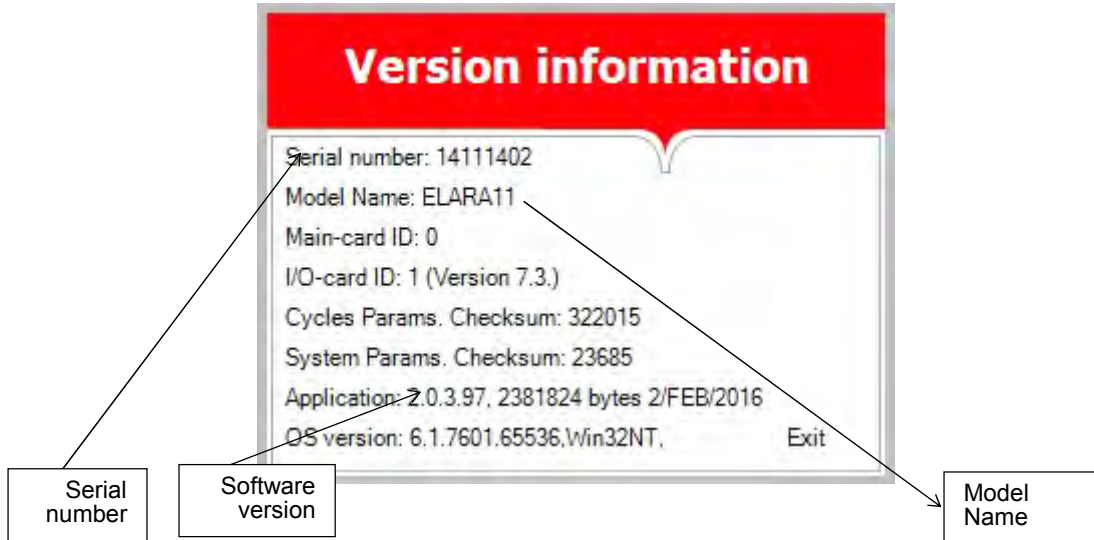 Version information
Serial number: 14111402
Model Name: ELARA11
Main-card ID: 0
I/O-card ID: 1 (Version 7.3.)
Cycles Params. Checksum: 322015
System Params. Checksum: 23685
Application: 2.0.3.97, 2381824 bytes 2/FEB/2016
OS version: 6.1.7601.65536,Win32NT, Exit
Serial
number
Software
version
Model
Name